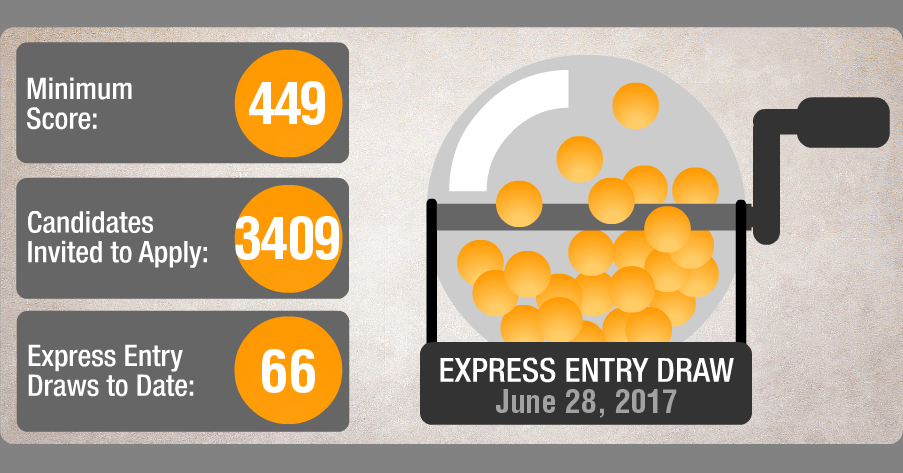 Minimum
Score:
449
Candidates
Invited to Apply:
3409
Express Entry
Draws to Date:
66
EXPRESS ENTRY DRAW
June 28, 2017